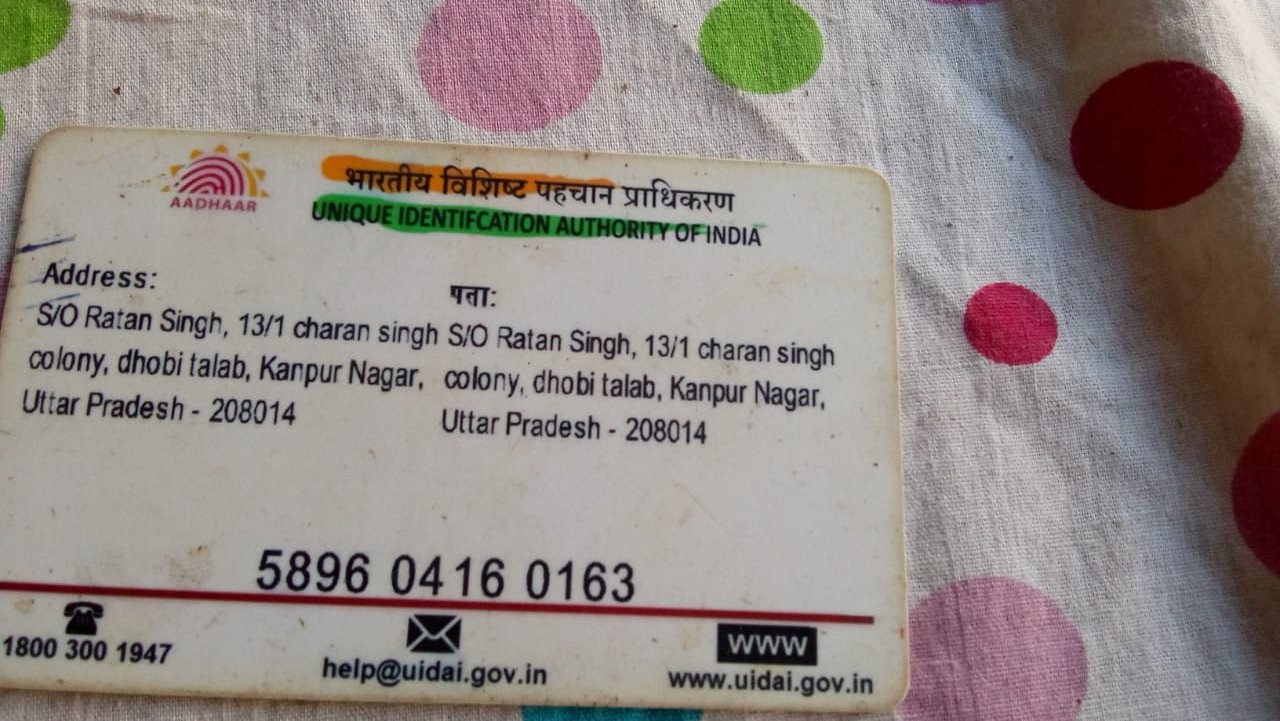 AADHAAR
भारतीय विशिष्ट पहचान प्राधिकरण
UNIQUE IDENTIFCATION AUTHORITY OF INDIA
Address:
S/O Ratan Singh, 13/1 charan singh
colony, dhobi talab, Kanpur Nagar,
Uttar Pradesh - 208014
पता:
S/O Ratan Singh, 13/1 charan singh
colony, dhobi talab, Kanpur Nagar,
Uttar Pradesh - 208014
5896 0416 0163
1800 300 1947
help@uidai.gov.in
WWW
www.uidai.gov.in